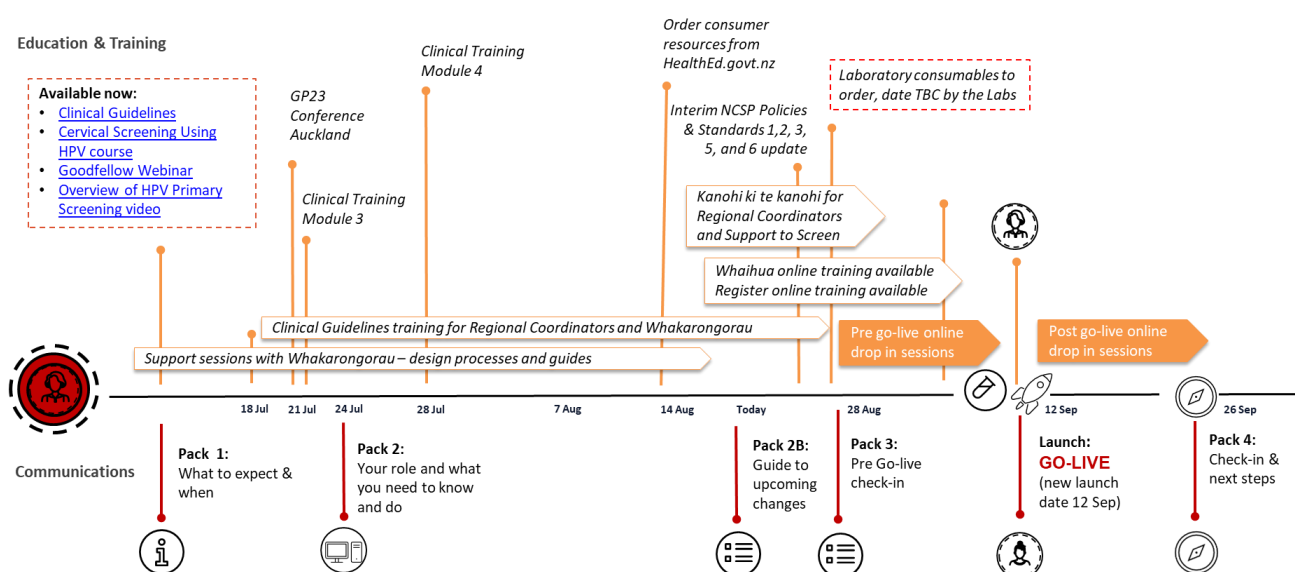 Education & Training
Available now:
• Clinical Guidelines
• Cervical Screening Using
HPV course
• Goodfellow Webinar
• Overview of HPV Primary
Screening video
GP23
Conference
Auckland
Clinical Training
Module 3
Clinical Training
Module 4
Order consumer
resources from
HealthEd.govt.nz
Interim NCSP Policies
& Standards 1,2, 3,
5, and 6 update
Laboratory consumables to
order, date TBC by the Labs
Kanohi ki te kanohi for
Regional Coordinators
and Support to Screen
Whaihua online training available
Register online training available
Clinical Guidelines training for Regional Coordinators and Whakarongorau
Support sessions with Whakarongorau – design processes and guides
Pre go-live online
drop in sessions
Post go-live online
drop in sessions
18 Jul
21 Jul
24 Jul
28 Jul
7 Aug
14 Aug
Today
28 Aug
12 Sep
26 Sep
Communications
Pack 1:
What to expect &
when
Pack 2:
Your role and what
you need to know
and do
Pack 2B:
Guide to
upcoming
changes
Pack 3:
Pre Go-live
check-in
Launch:
GO-LIVE
(new launch
date 12 Sep)
Pack 4:
Check-in &
next steps